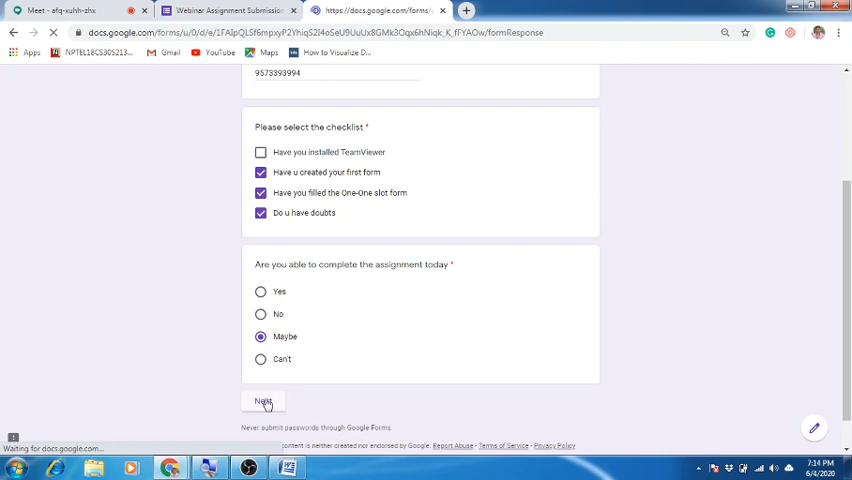 Meet - afq-xuhh-zhx
Webinar Assignment Submission
https://docs.google.com/forms/
docs.google.com/forms/u/0/d/e/1FAIpQLSf6mpxyP2YhiqS2I4oSeU9UuUx8GMk3Oqx6hNiqk_K_fFYAOw/formResponse
Apps
NPTEL18CS30S213...
Gmail
YouTube
Maps
How to Visualize D...
9573393994
Please select the checklist *
Have you installed TeamViewer
Have u created your first form
Have you filled the One-One slot form
Do u have doubts
Are you able to complete the assignment today *
Yes
No
Maybe
Can't
Next
Never submit passwords through Google Forms.
content is neither created nor endorsed by Google. Report Abuse - Terms of Service - Privacy Policy
Waiting for docs.google.com...
7:14 PM
6/4/2020